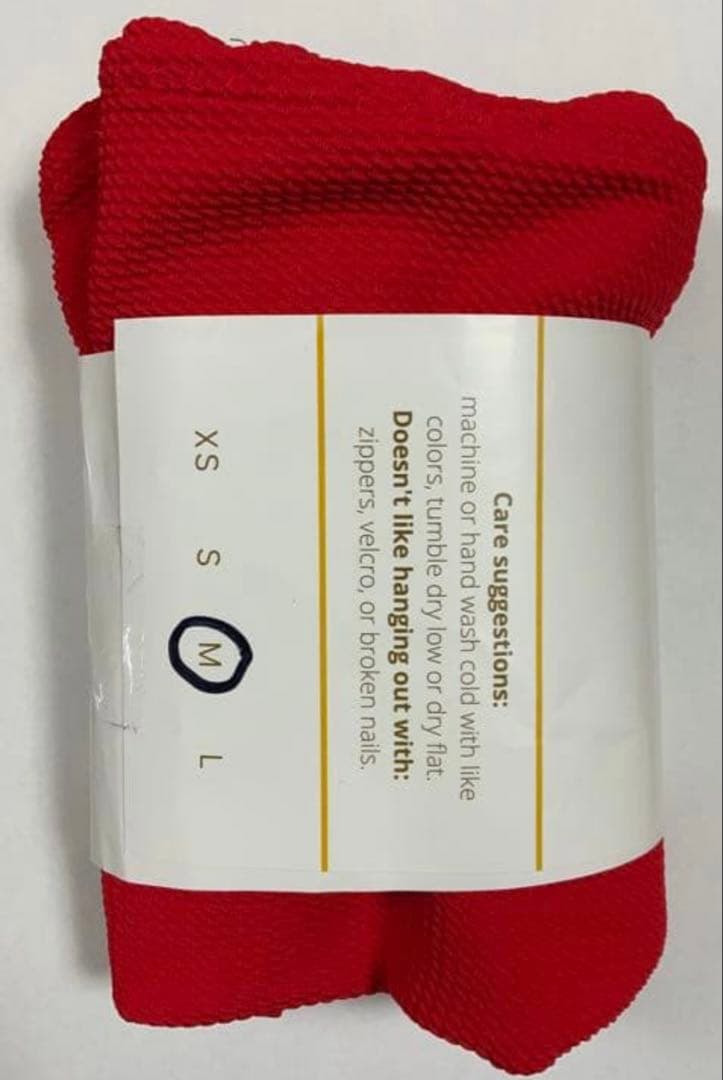 Care suggestions:
machine or hand wash cold with like
colors, tumble dry low or dry flat.
Doesn't like hanging out with:
zippers, velcro, or broken nails.
XS S M L